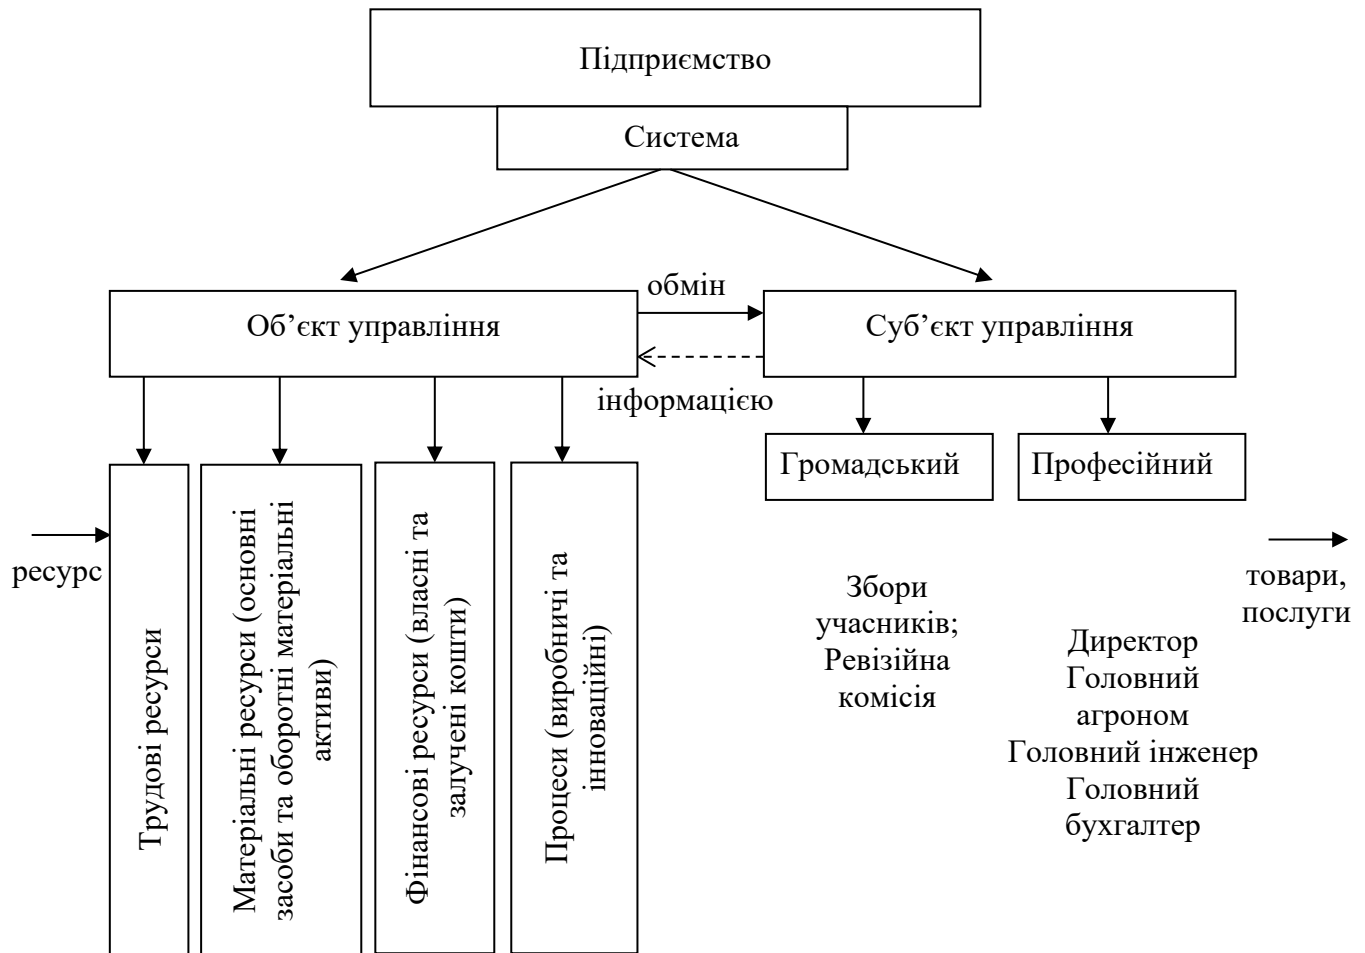 Підприємство
Система
обмін
Об’єкт управління
Суб’єкт управління
інформацією
Громадський
Професійний
ресурс
Трудові ресурси
Матеріальні ресурси (основні
засоби та оборотні матеріальні
активи)
Фінансові ресурси (власні та
залучені кошти)
Процеси (виробничі та
інноваційні)
Збори
учасників;
Ревізійна
комісія
Директор
Головний
агроном
Головний інженер
Головний
бухгалтер
товари,
послуги